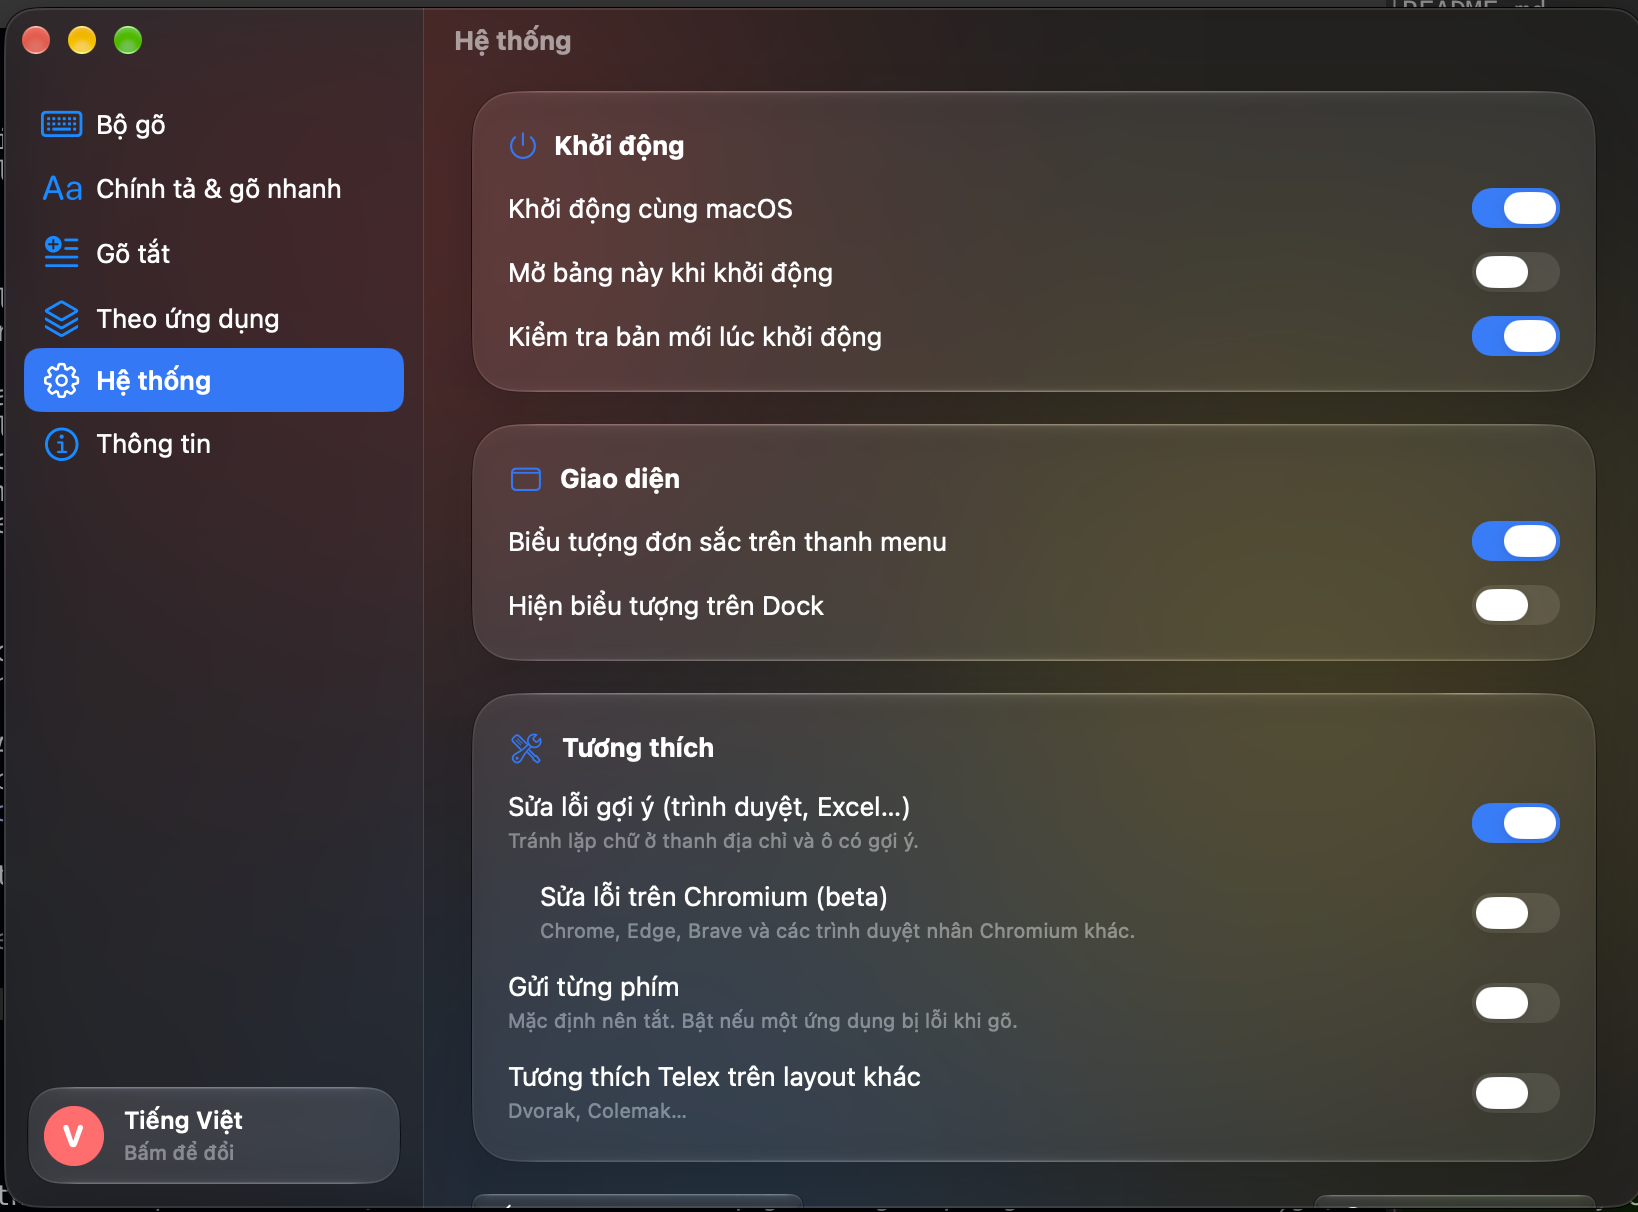 Hệ thống
Bộ gõ
Aa Chính tả & gõ nhanh
Gõ tắt
Theo ứng dụng
Hệ thống
Thông tin
V
Tiếng Việt
Bấm để đổi
Khởi động
Khởi động cùng macOS
Mở bảng này khi khởi động
Kiểm tra bản mới lúc khởi động
Giao diện
Biểu tượng đơn sắc trên thanh menu
Hiện biểu tượng trên Dock
Tương thích
Sửa lỗi gợi ý (trình duyệt, Excel...)
Tránh lặp chữ ở thanh địa chỉ và ô có gợi ý.
Sửa lỗi trên Chromium (beta)
Chrome, Edge, Brave và các trình duyệt nhân Chromium khác.
Gửi từng phím
Mặc định nên tắt. Bật nếu một ứng dụng bị lỗi khi gõ.
Tương thích Telex trên layout khác
Dvorak, Colemak...